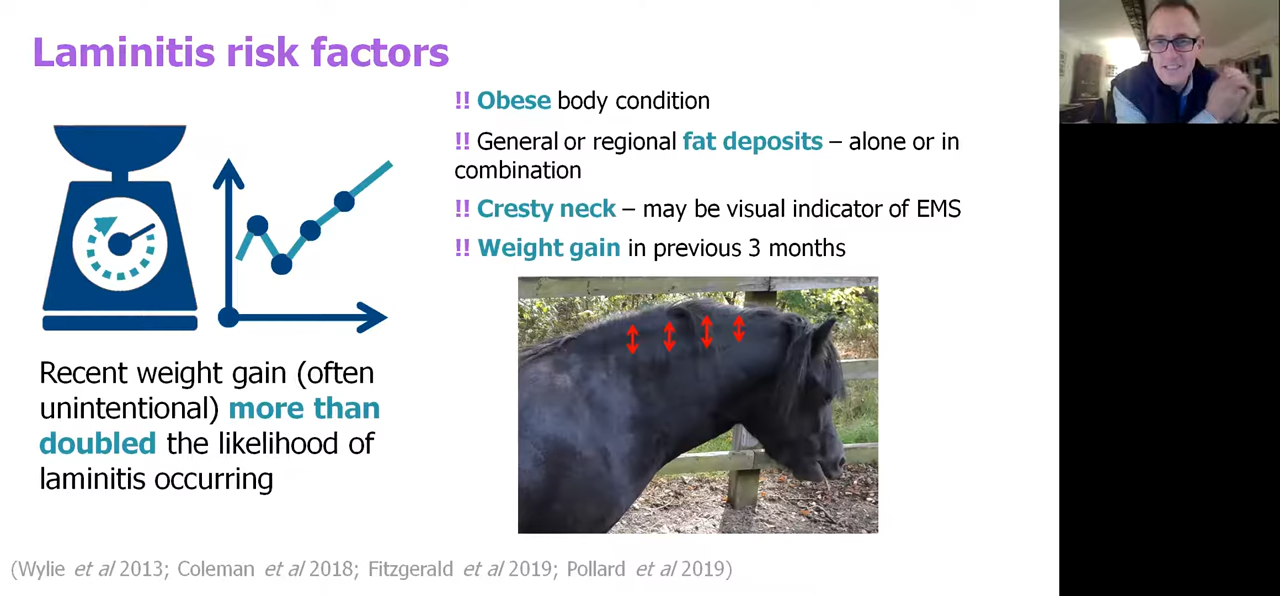 Laminitis risk factors
!! Obese body condition
!! General or regional fat deposits – alone or in
combination
!! Cresty neck – may be visual indicator of EMS
!! Weight gain in previous 3 months
Recent weight gain (often
unintentional) more than
doubled the likelihood of
laminitis occurring
(Wylie et al 2013; Coleman et al 2018; Fitzgerald et al 2019; Pollard et al 2019)